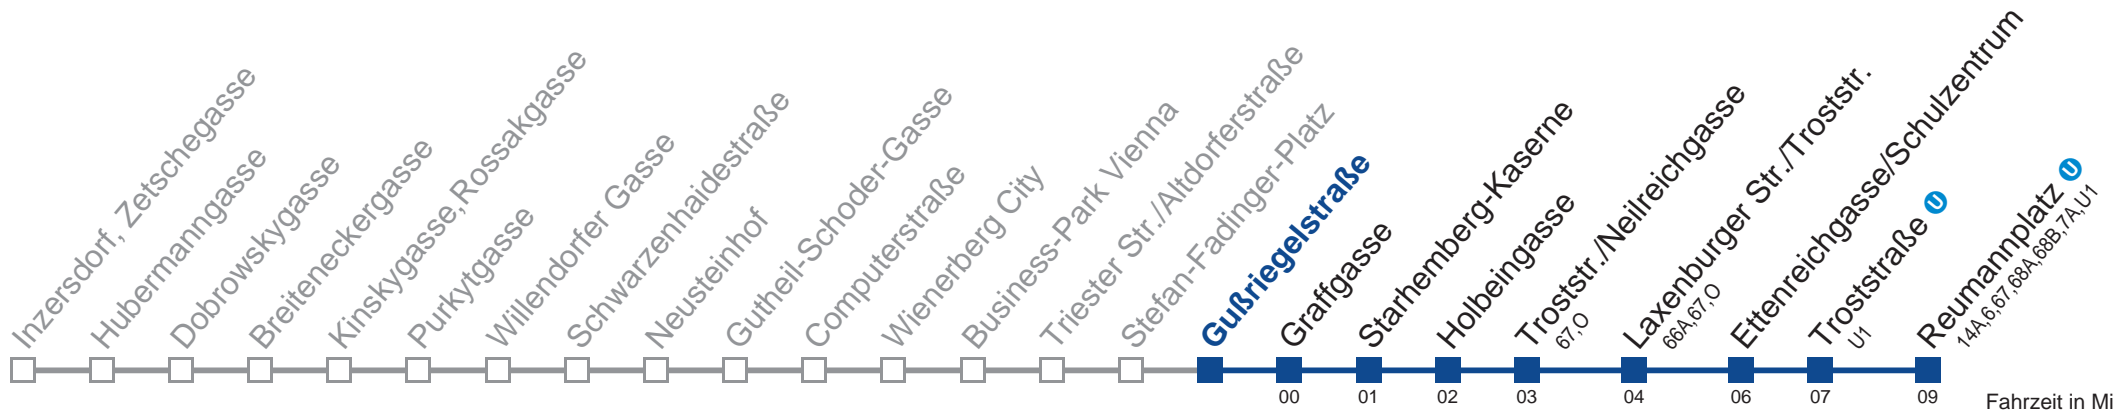 Inzersdorf, Zetschegasse
Hubermanngasse
Dobrowskygasse
Breiteneckergasse
Kinskygasse,Rossakgasse
Purkytgasse
Willendorfer Gasse
Schwarzenhaidestraße
Neusteinhof
Gutheil-Schoder-Gasse
Computerstraße
Wienerberg City
Business-Park Vienna
Triester Str./Altdorferstraße
Stefan-Fadinger-Platz
Gußriegelstraße
Graffgasse
Starhemberg-Kaserne
Holbeingasse
Troststr./Neilreichgasse
67,O
Laxenburger Str./Troststr.
66A,67,O
Ettenreichgasse/Schulzentrum
Troststraße U
U1
Reumannplatz U
14A,6,67,68A,68B,7A,U1
00 01 02 03 04 06 07 09
Fahrzeit in Mi